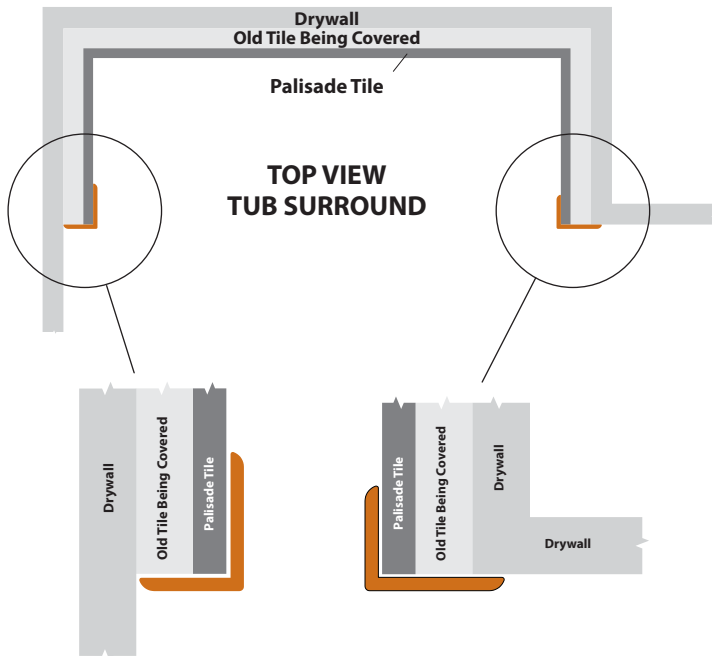 Drywall
Old Tile Being Covered
Palisade Tile
TOP VIEW
TUB SURROUND
Drywall
Old Tile Being Covered
Palisade Tile
Palisade Tile
Old Tile Being Covered
Drywall
Drywall